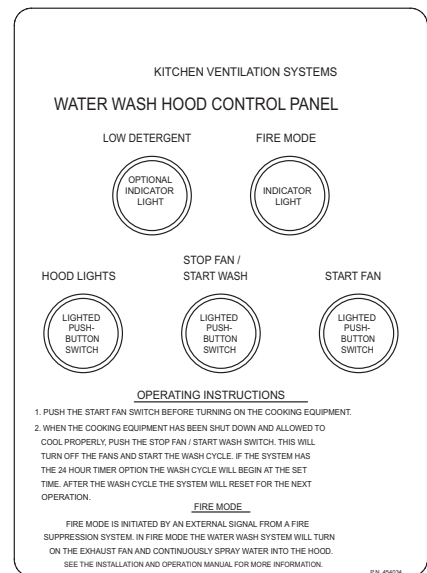 KITCHEN VENTILATION SYSTEMS
WATER WASH HOOD CONTROL PANEL
LOW DETERGENT
FIRE MODE
OPTIONAL
INDICATOR
LIGHT
INDICATOR
LIGHT
HOOD LIGHTS
STOP FAN /
START WASH
START FAN
LIGHTED
PUSH-
BUTTON
SWITCH
LIGHTED
PUSH-
BUTTON
SWITCH
LIGHTED
PUSH-
BUTTON
SWITCH
OPERATING INSTRUCTIONS
1. PUSH THE START FAN SWITCH BEFORE TURNING ON THE COOKING EQUIPMENT.
2. WHEN THE COOKING EQUIPMENT HAS BEEN SHUT DOWN AND ALLOWED TO
COOL PROPERLY, PUSH THE STOP FAN / START WASH SWITCH. THIS WILL
TURN OFF THE FANS AND START THE WASH CYCLE. IF THE SYSTEM HAS
THE 24 HOUR TIMER OPTION THE WASH CYCLE WILL BEGIN AT THE SET
TIME. AFTER THE WASH CYCLE THE SYSTEM WILL RESET FOR THE NEXT
OPERATION.
FIRE MODE
FIRE MODE IS INITIATED BY AN EXTERNAL SIGNAL FROM A FIRE
SUPPRESSION SYSTEM. IN FIRE MODE THE WATER WASH SYSTEM WILL TURN
ON THE EXHAUST FAN AND CONTINUOUSLY SPRAY WATER INTO THE HOOD.
SEE THE INSTALLATION AND OPERATION MANUAL FOR MORE INFORMATION.